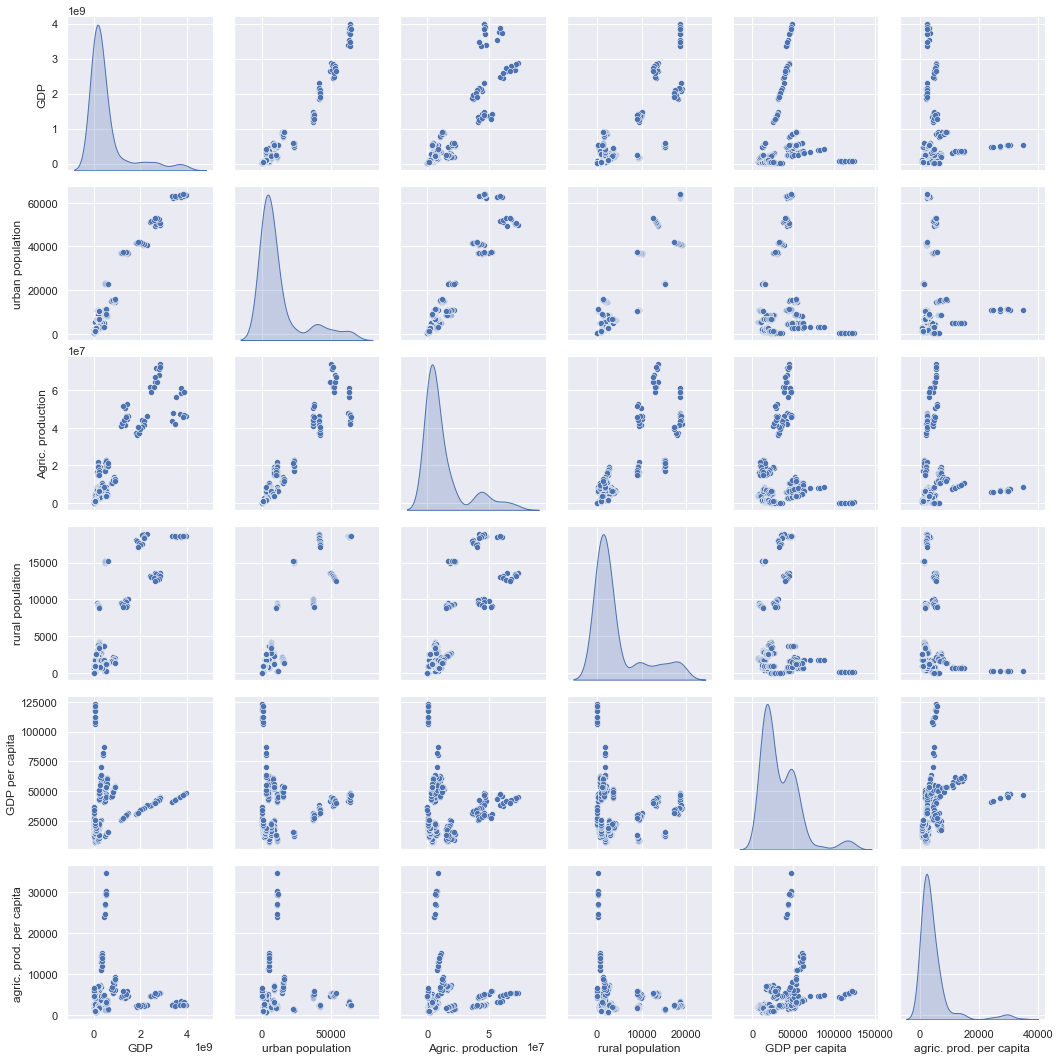 1e9
4
3
2
1
0
GDP
60000
40000
20000
0
urban population
1e7
6
4
2
0
Agric. production
15000
10000
5000
0
rural population
125000
100000
75000
50000
25000
GDP per capita
30000
20000
10000
0
agric. prod. per capita
0 2 4 0 50000 0 5 0 10000 20000 0 50000 100000 150000 0 20000 40000
GDP 1e9 urban population Agric. production 1e7 rural population GDP per capita agric. prod. per capita